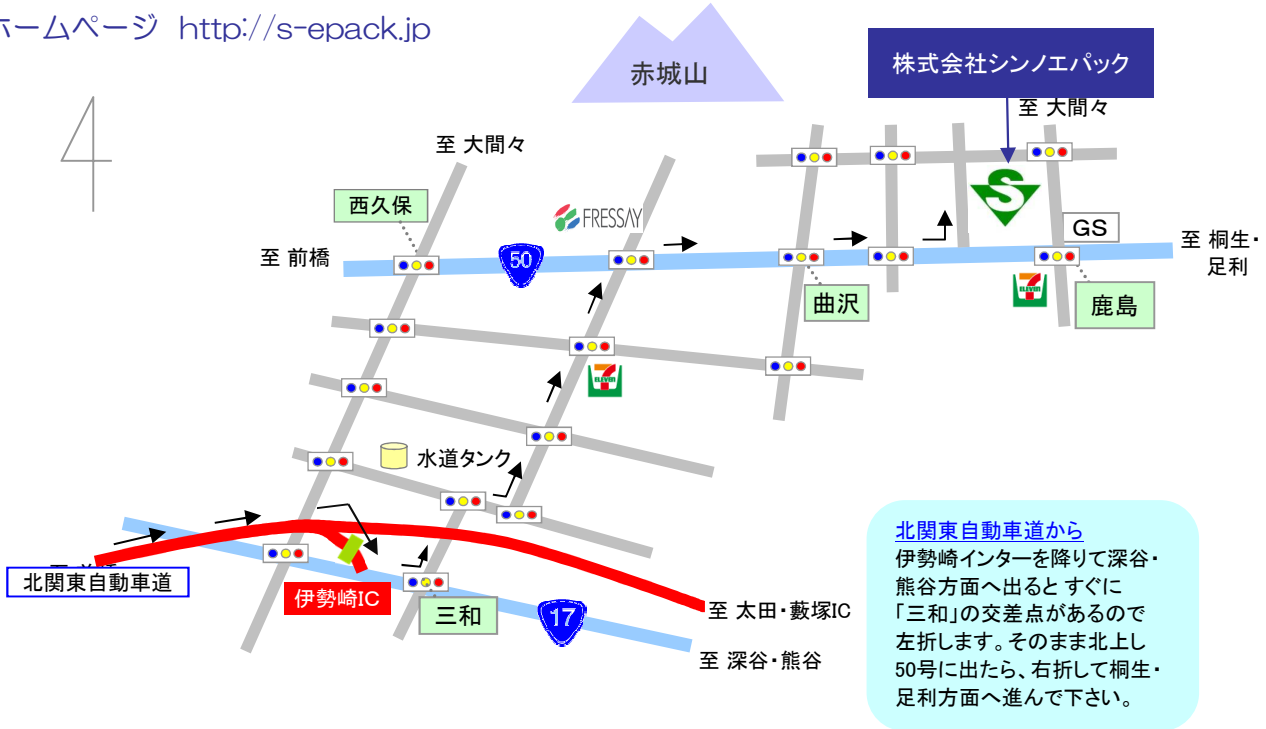 ホームページ http://s-epack.jp
赤城山
株式会社シンノエパック
至 大間々
至 大間々
西久保
FRESSAY
GS
至 前橋
50
至 桐生・
足利
7
ELEVEN
曲沢
鹿島
7
ELEVEN
水道タンク
北関東自動車道
伊勢崎IC
三和
17
至 太田・藪塚IC
至 深谷・熊谷
北関東自動車道から
伊勢崎インターを降りて深谷・
熊谷方面へ出ると すぐに
「三和」の交差点があるので
左折します。そのまま北上し
50号に出たら、右折して桐生・
足利方面へ進んで下さい。